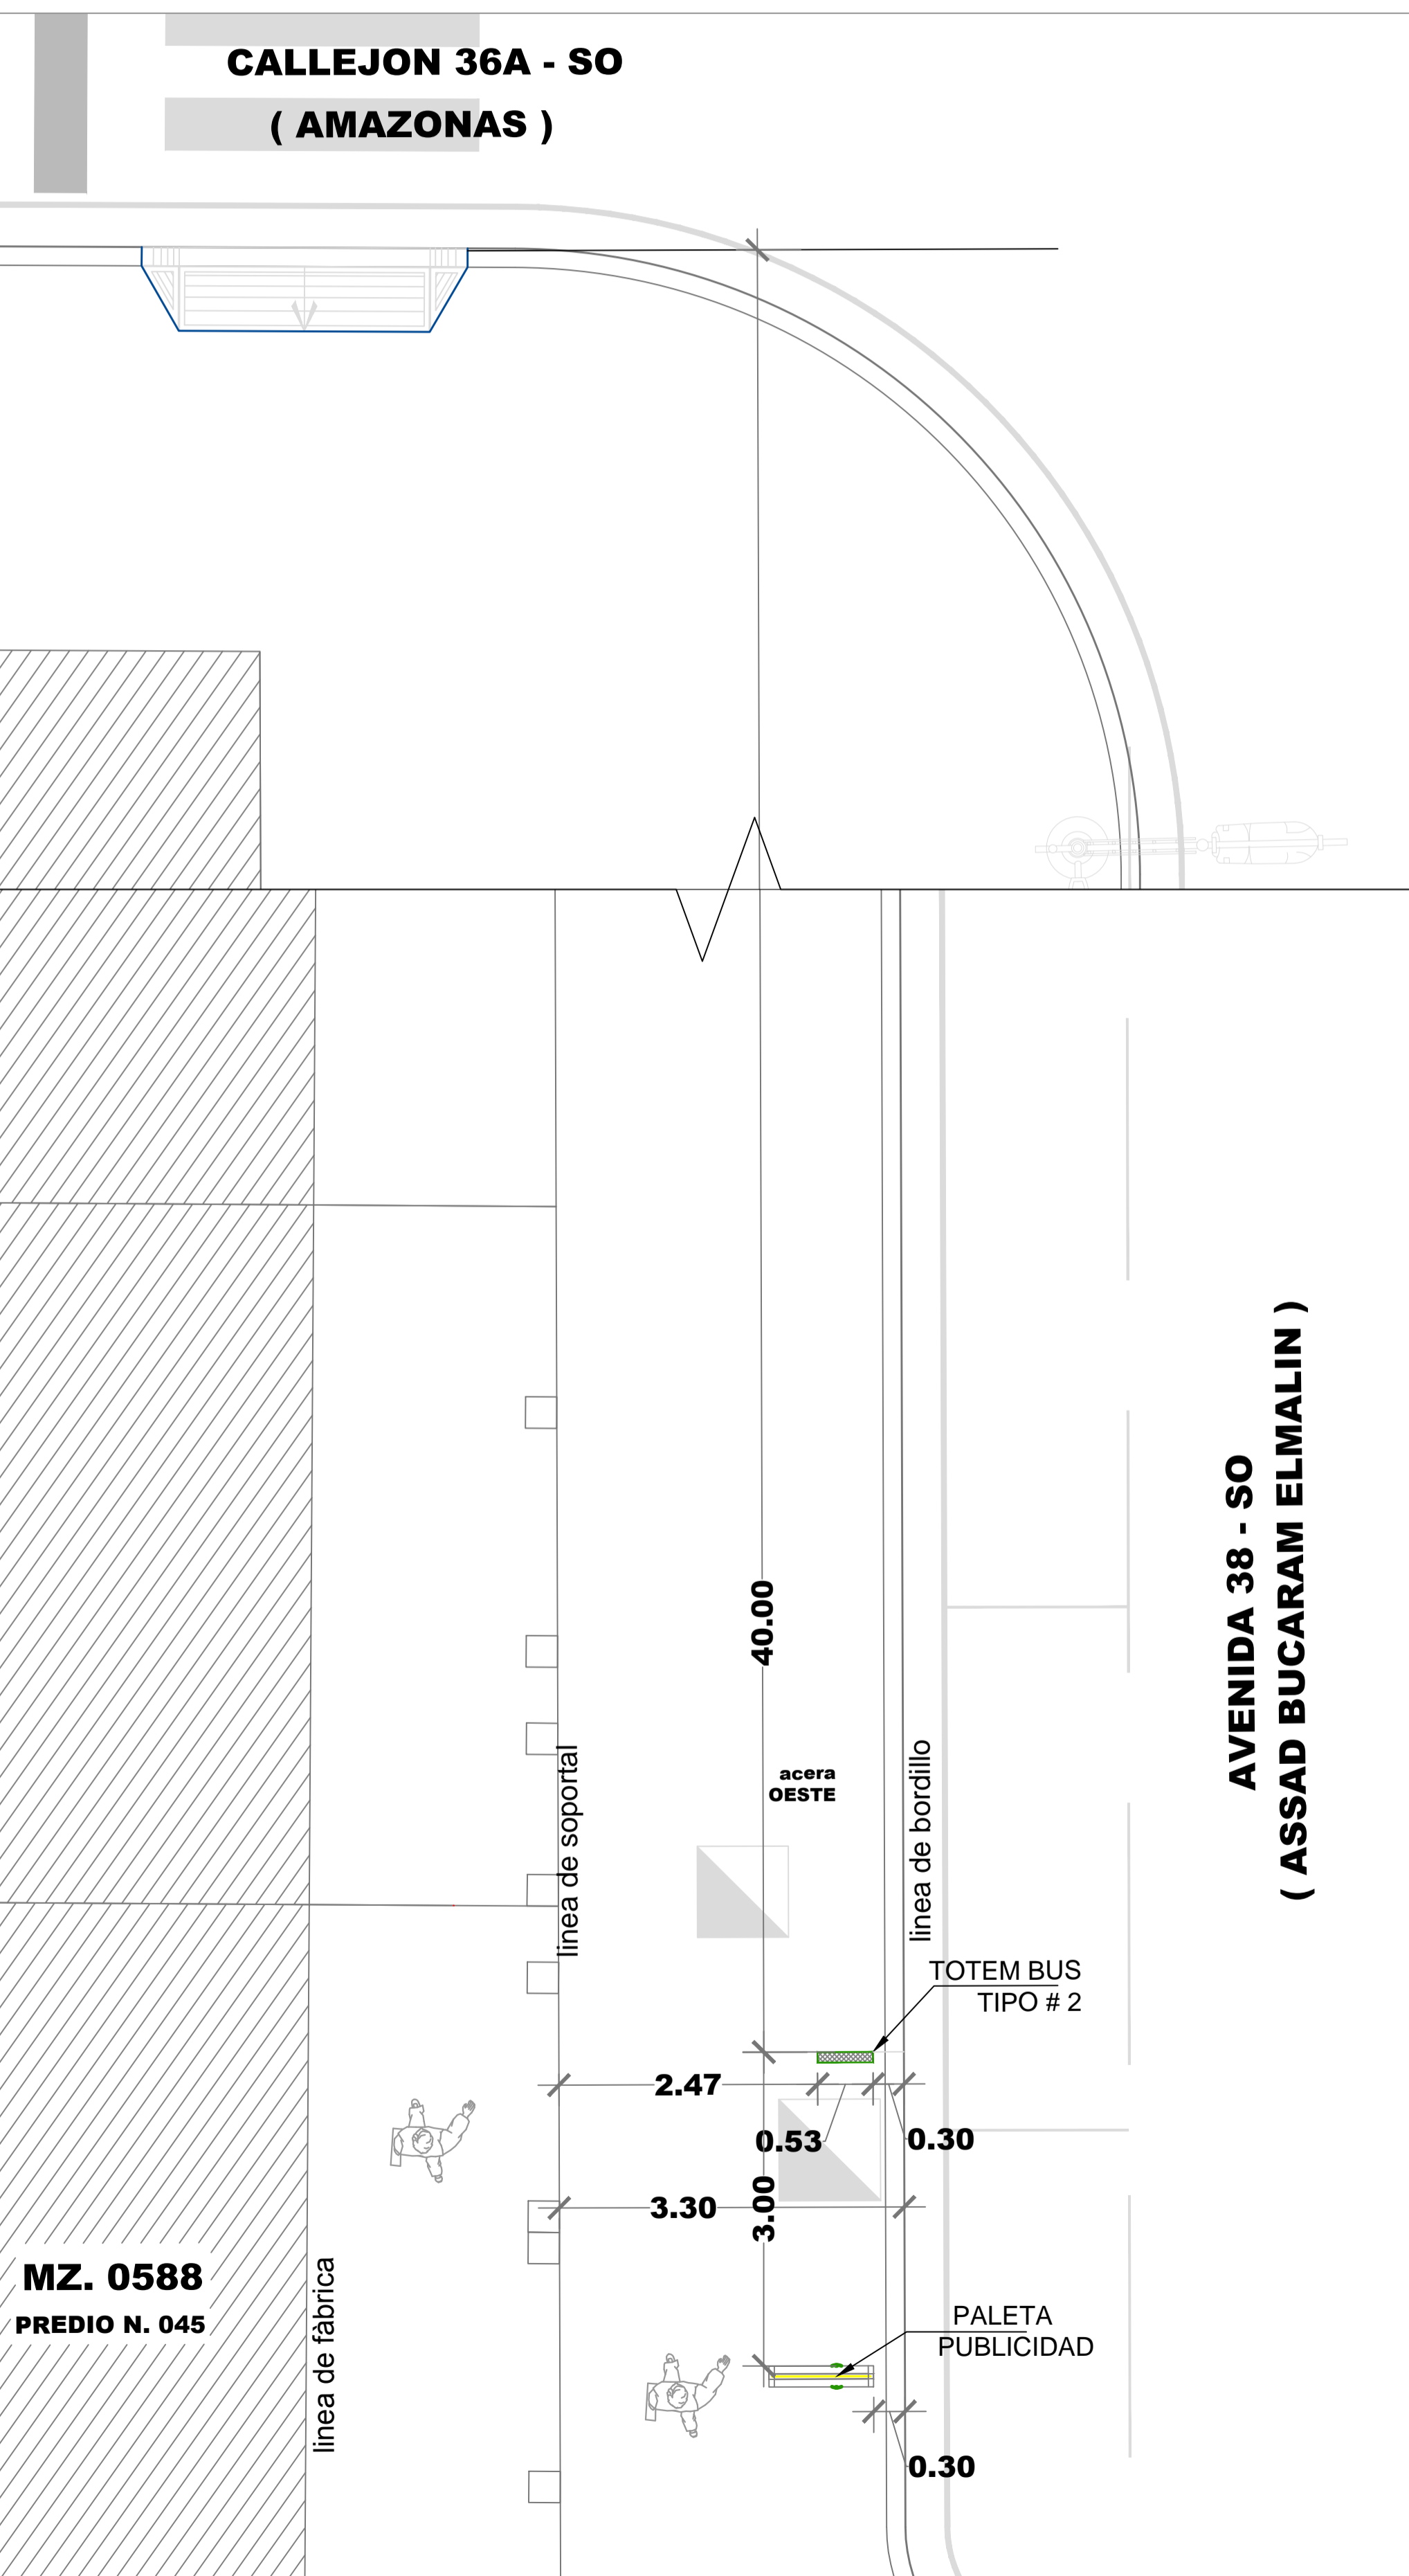 CALLEJON 36A - SO
( AMAZONAS )
40.00
AVENIDA 38 - SO
( ASSAD BUCARAM ELMALIN )
linea de soportal
acera
OESTE
linea de bordillo
TOTEM BUS
TIPO # 2
2.47
0.53
0.30
3.30
3.00
MZ. 0588
PREDIO N. 045
linea de fàbrica
PALETA
PUBLICIDAD
0.30